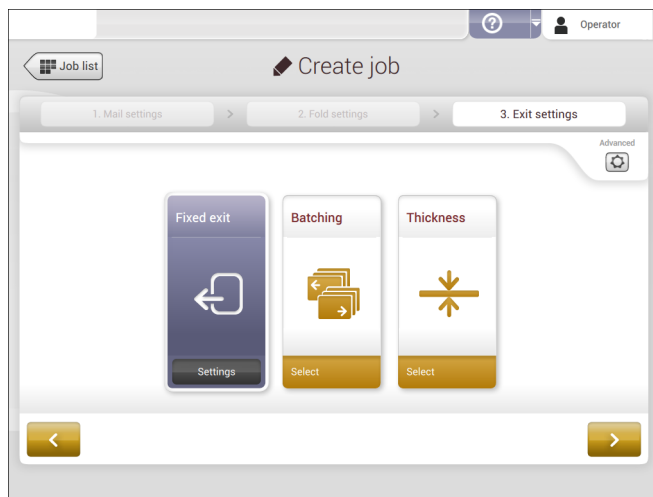 ?
Operator
Job list
Create job
1. Mail settings > 2. Fold settings > 3. Exit settings
Advanced
Fixed exit
Batching
Thickness
Settings
Select
Select